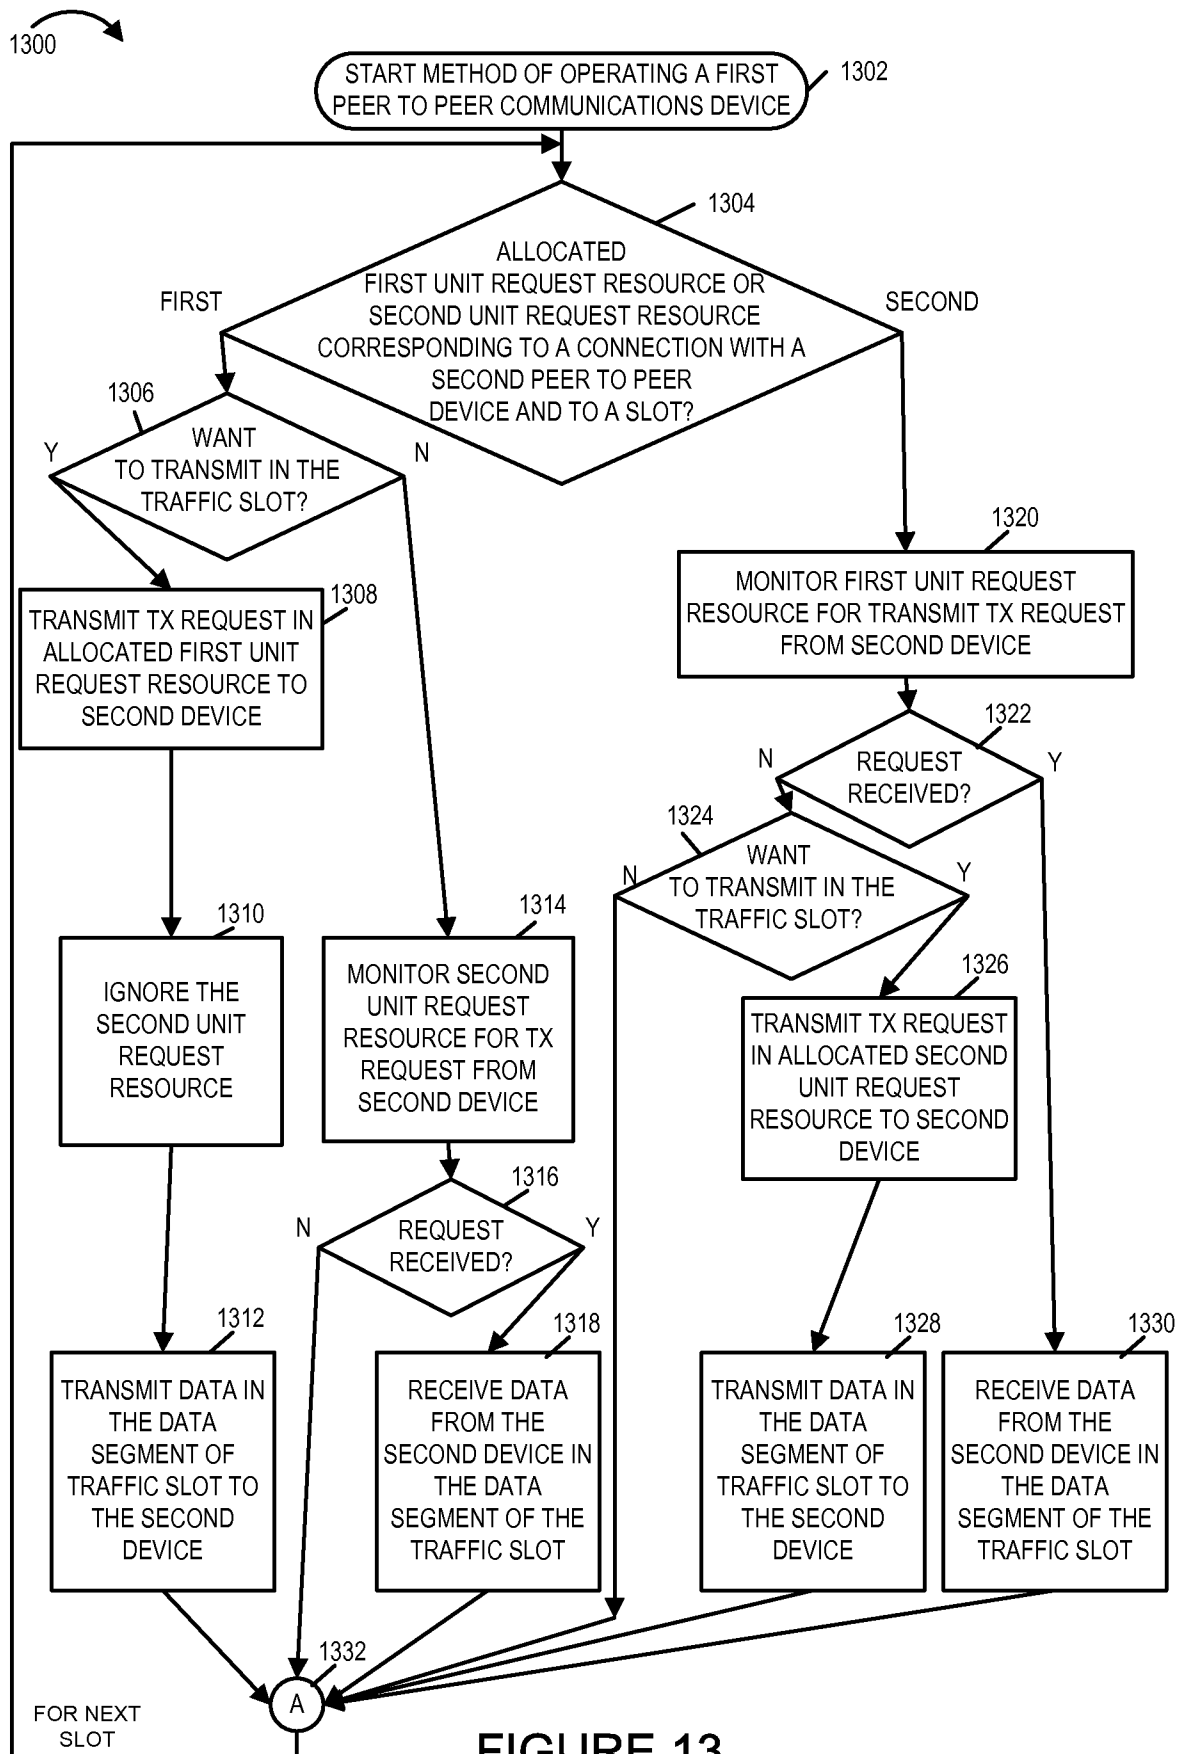 1300
START METHOD OF OPERATING A FIRST
PEER TO PEER COMMUNICATIONS DEVICE
1302
1304
ALLOCATED
FIRST UNIT REQUEST RESOURCE OR
SECOND UNIT REQUEST RESOURCE
CORRESPONDING TO A CONNECTION WITH A
SECOND PEER TO PEER
DEVICE AND TO A SLOT?
FIRST
SECOND
1306
WANT
TO TRANSMIT IN THE
TRAFFIC SLOT?
Y
N
1308
TRANSMIT TX REQUEST IN
ALLOCATED FIRST UNIT
REQUEST RESOURCE TO
SECOND DEVICE
1320
MONITOR FIRST UNIT REQUEST
RESOURCE FOR TRANSMIT TX REQUEST
FROM SECOND DEVICE
1322
REQUEST
RECEIVED?
N
Y
1324
WANT
TO TRANSMIT IN THE
TRAFFIC SLOT?
N
Y
1310
IGNORE THE
SECOND UNIT
REQUEST
RESOURCE
1314
MONITOR SECOND
UNIT REQUEST
RESOURCE FOR TX
REQUEST FROM
SECOND DEVICE
1326
TRANSMIT TX REQUEST
IN ALLOCATED SECOND
UNIT REQUEST
RESOURCE TO SECOND
DEVICE
1316
REQUEST
RECEIVED?
N
Y
1312
TRANSMIT DATA IN
THE DATA
SEGMENT OF
TRAFFIC SLOT TO
THE SECOND
DEVICE
1318
RECEIVE DATA
FROM THE
SECOND DEVICE IN
THE DATA
SEGMENT OF THE
TRAFFIC SLOT
1328
TRANSMIT DATA IN
THE DATA
SEGMENT OF
TRAFFIC SLOT TO
THE SECOND
DEVICE
1330
RECEIVE DATA
FROM THE
SECOND DEVICE IN
THE DATA
SEGMENT OF THE
TRAFFIC SLOT
1332
A
FOR NEXT
SLOT
FIGURE 13